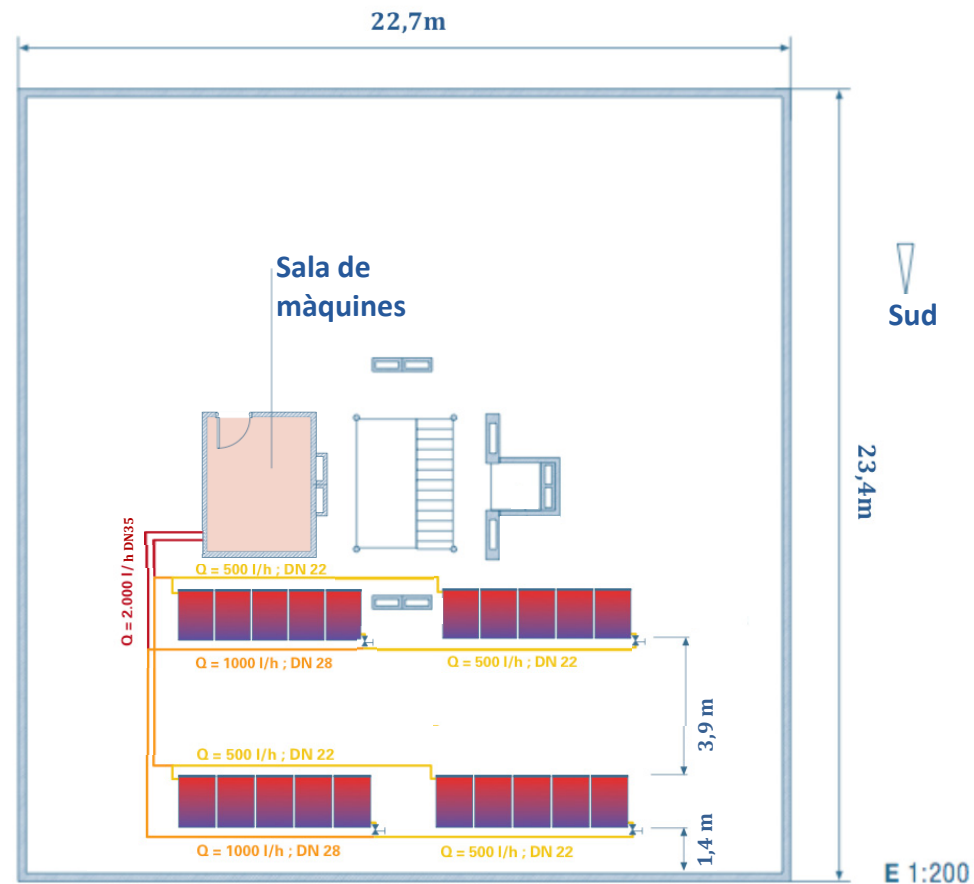 22,7m
Sala de
màquines
Sud
23,4m
Q = 2.000 l / h DN35
Q = 500 l/h ; DN 22
Q = 1000 l/h ; DN 28
Q = 500 l/h ; DN 22
3,9 m
Q = 500 l/h ; DN 22
Q = 1000 l/h ; DN 28
Q = 500 l/h ; DN 22
1,4 m
E 1:200